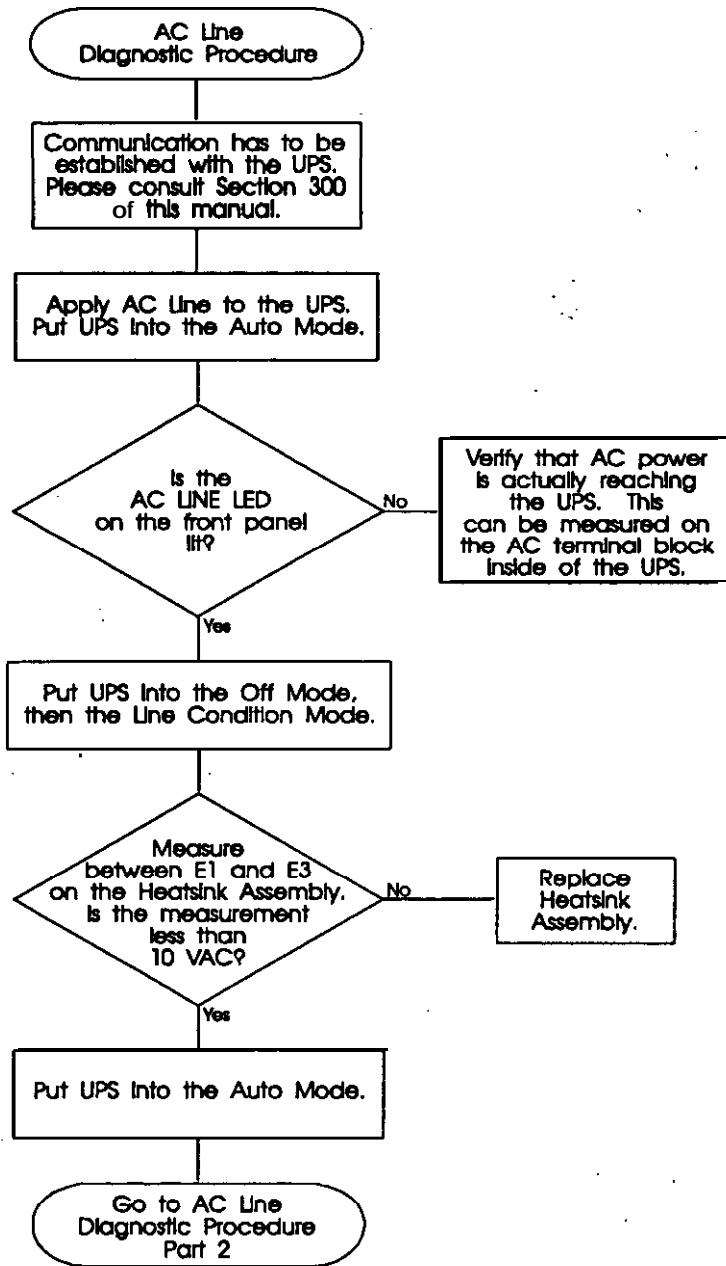 AC Line
Diagnostic Procedure
Communication has to be
established with the UPS.
Please consult Section 300
of this manual.
Apply AC Line to the UPS.
Put UPS Into the Auto Mode.
Is the
AC LINE LED
on the front panel
lit?
No
Verify that AC power
is actually reaching
the UPS. This
can be measured on
the AC terminal block
inside of the UPS.
Yes
Put UPS Into the Off Mode,
then the Line Condition Mode.
Measure
between E1 and E3
on the Heatsink Assembly.
Is the measurement
less than
10 VAC?
No
Replace
Heatsink
Assembly.
Yes
Put UPS Into the Auto Mode.
Go to AC Line
Diagnostic Procedure
Part 2